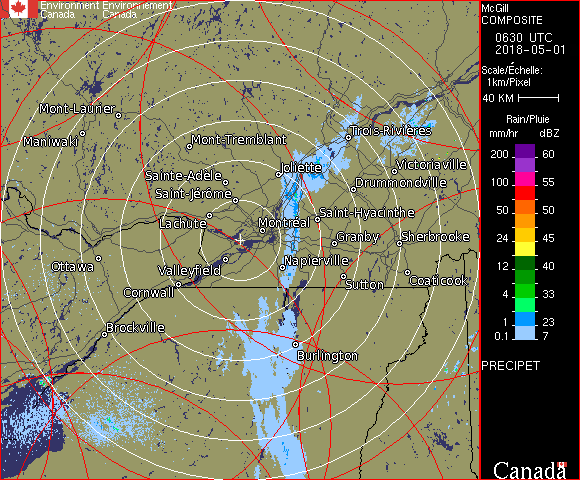 Environment Environnement
Canada Canada
McGill
COMPOSITE
0630 UTC
2018-05-01
Scale/Échelle:
1km/Pixel
40 KM
Rain/Pluie
mm/hr dBZ
200 60
100 55
50 50
24 45
12 40
4 33
1 23
0.1 7
PRECIPET
Canada
Mont-Laurier
Maniwaki
Mont-Tremblant
Trois-Rivières
Sainte-Adèle
Joliette
Victoriaville
Saint-Jérôme
Drummondville
Lachute
Montréal
Saint-Hyacinthe
Granby
Sherbrooke
Ottawa
Valleyfield
Napierville
Cornwall
Sutton
Coaticook
Brockville
Burlington